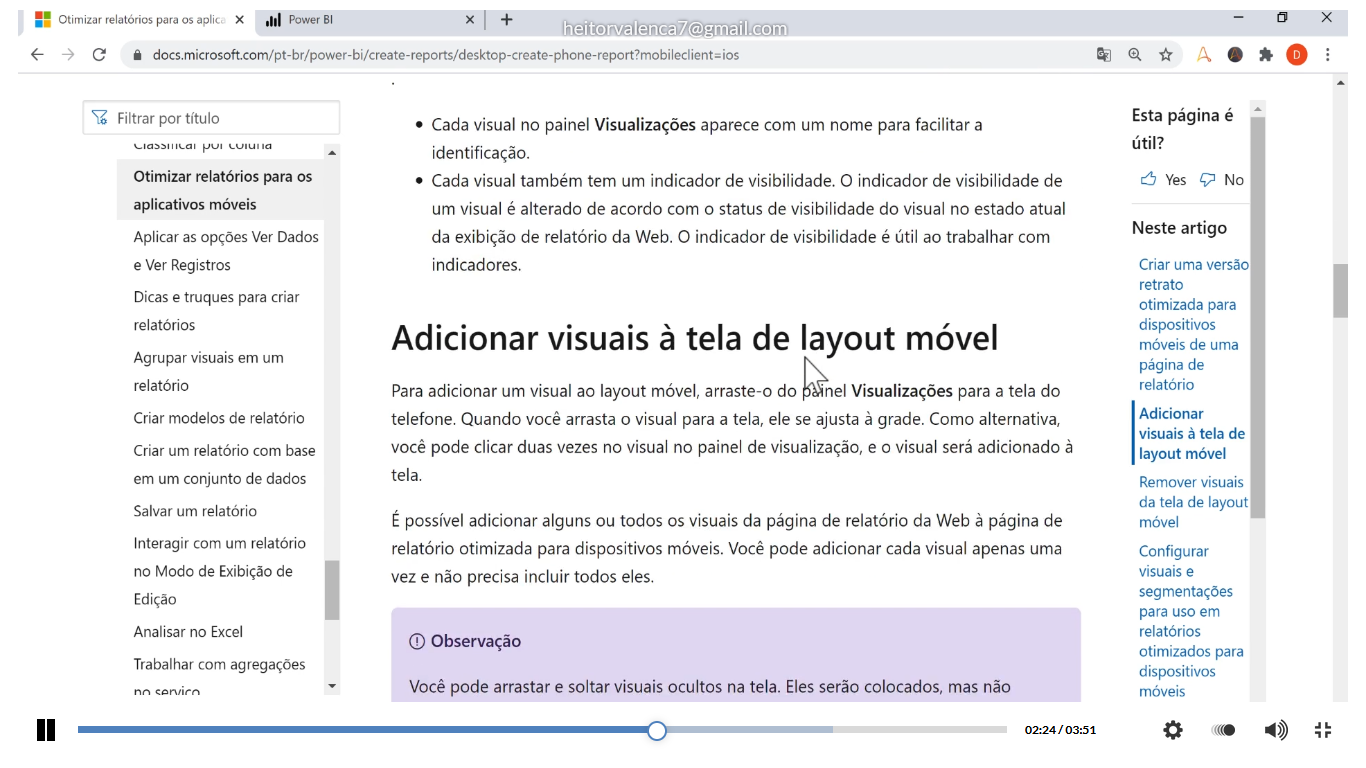 Otimizar relatórios para os aplica
Power BI
heitorvalenca7@gmail.com
docs.microsoft.com/pt-br/power-bi/create-reports/desktop-create-phone-report?mobileclient=ios
D
Filtrar por título
Classificar por coluna
Otimizar relatórios para os
aplicativos móveis
Aplicar as opções Ver Dados
e Ver Registros
Dicas e truques para criar
relatórios
Agrupar visuais em um
relatório
Criar modelos de relatório
Criar um relatório com base
em um conjunto de dados
Salvar um relatório
Interagir com um relatório
no Modo de Exibição de
Edição
Analisar no Excel
Trabalhar com agregações
no serviço
• Cada visual no painel Visualizações aparece com um nome para facilitar a
identificação.
• Cada visual também tem um indicador de visibilidade. O indicador de visibilidade de
um visual é alterado de acordo com o status de visibilidade do visual no estado atual
da exibição de relatório da Web. O indicador de visibilidade é útil ao trabalhar com
indicadores.
Adicionar visuais à tela de layout móvel
Para adicionar um visual ao layout móvel, arraste-o do painel Visualizações para a tela do
telefone. Quando você arrasta o visual para a tela, ele se ajusta à grade. Como alternativa,
você pode clicar duas vezes no visual no painel de visualização, e o visual será adicionado à
tela.
É possível adicionar alguns ou todos os visuais da página de relatório da Web à página de
relatório otimizada para dispositivos móveis. Você pode adicionar cada visual apenas uma
vez e não precisa incluir todos eles.
Observação
Você pode arrastar e soltar visuais ocultos na tela. Eles serão colocados, mas não
Esta página é
útil?
Yes No
Neste artigo
Criar uma versão
retrato
otimizada para
dispositivos
móveis de uma
página de
relatório
Adicionar
visuais à tela de
layout móvel
Remover visuais
da tela de layout
móvel
Configurar
visuais e
segmentações
para uso em
relatórios
otimizados para
dispositivos
móveis
02:24 / 03:51